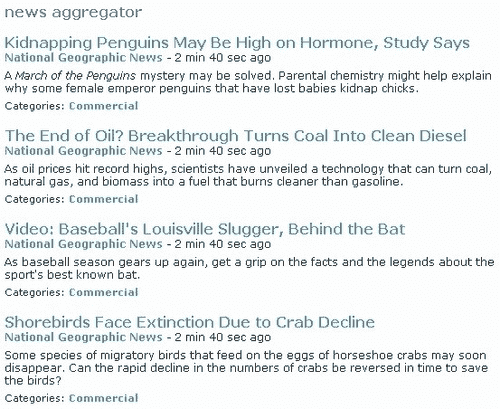 news aggregator
Kidnapping Penguins May Be High on Hormone, Study Says
National Geographic News - 2 min 40 sec ago
A March of the Penguins mystery may be solved. Parental chemistry might help explain
why some female emperor penguins that have lost babies kidnap chicks.
Categories: Commercial
The End of Oil? Breakthrough Turns Coal Into Clean Diesel
National Geographic News - 2 min 40 sec ago
As oil prices hit record highs, scientists have unveiled a technology that can turn coal,
natural gas, and biomass into a fuel that burns cleaner than gasoline.
Categories: Commercial
Video: Baseball's Louisville Slugger, Behind the Bat
National Geographic News - 2 min 40 sec ago
As baseball season gears up again, get a grip on the facts and the legends about the
sport's best known bat.
Categories: Commercial
Shorebirds Face Extinction Due to Crab Decline
National Geographic News - 2 min 40 sec ago
Some species of migratory birds that feed on the eggs of horseshoe crabs may soon
disappear. Can the rapid decline in the numbers of crabs be reversed in time to save
the birds?
Categories: Commercial